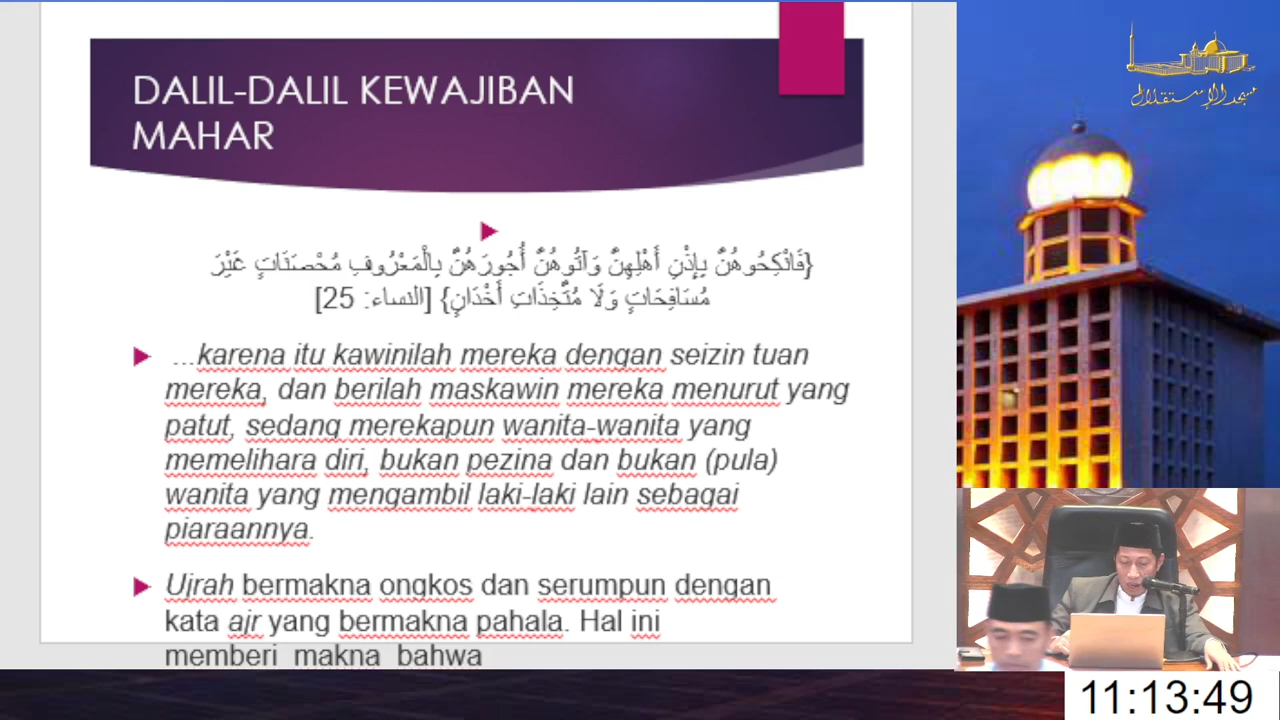 DALIL-DALIL KEWAJIBAN
MAHAR
{فَانْكِحُوهُنَّ بِإِذْنِ أَهْلِهِنَّ وَآتُوهُنَّ أُجُورَهُنَّ بِالْمَعْرُوفِ مُحْصَنَاتٍ غَيْرَ
مُسَافِحَاتٍ وَلَا مُتَّخِذَاتِ أَخْدَانٍ} [النساء: 25]
...karena itu kawinilah mereka dengan seizin tuan
mereka, dan berilah maskawin mereka menurut yang
patut, sedang merekapun wanita-wanita yang
memelihara diri, bukan pezina dan bukan (pula)
wanita yang mengambil laki-laki lain sebagai
piaraannya.
Ujrah bermakna ongkos dan serumpun dengan
kata ajr yang bermakna pahala. Hal ini
memberi makna bahwa
مسجد الإستقلال
11:13:49